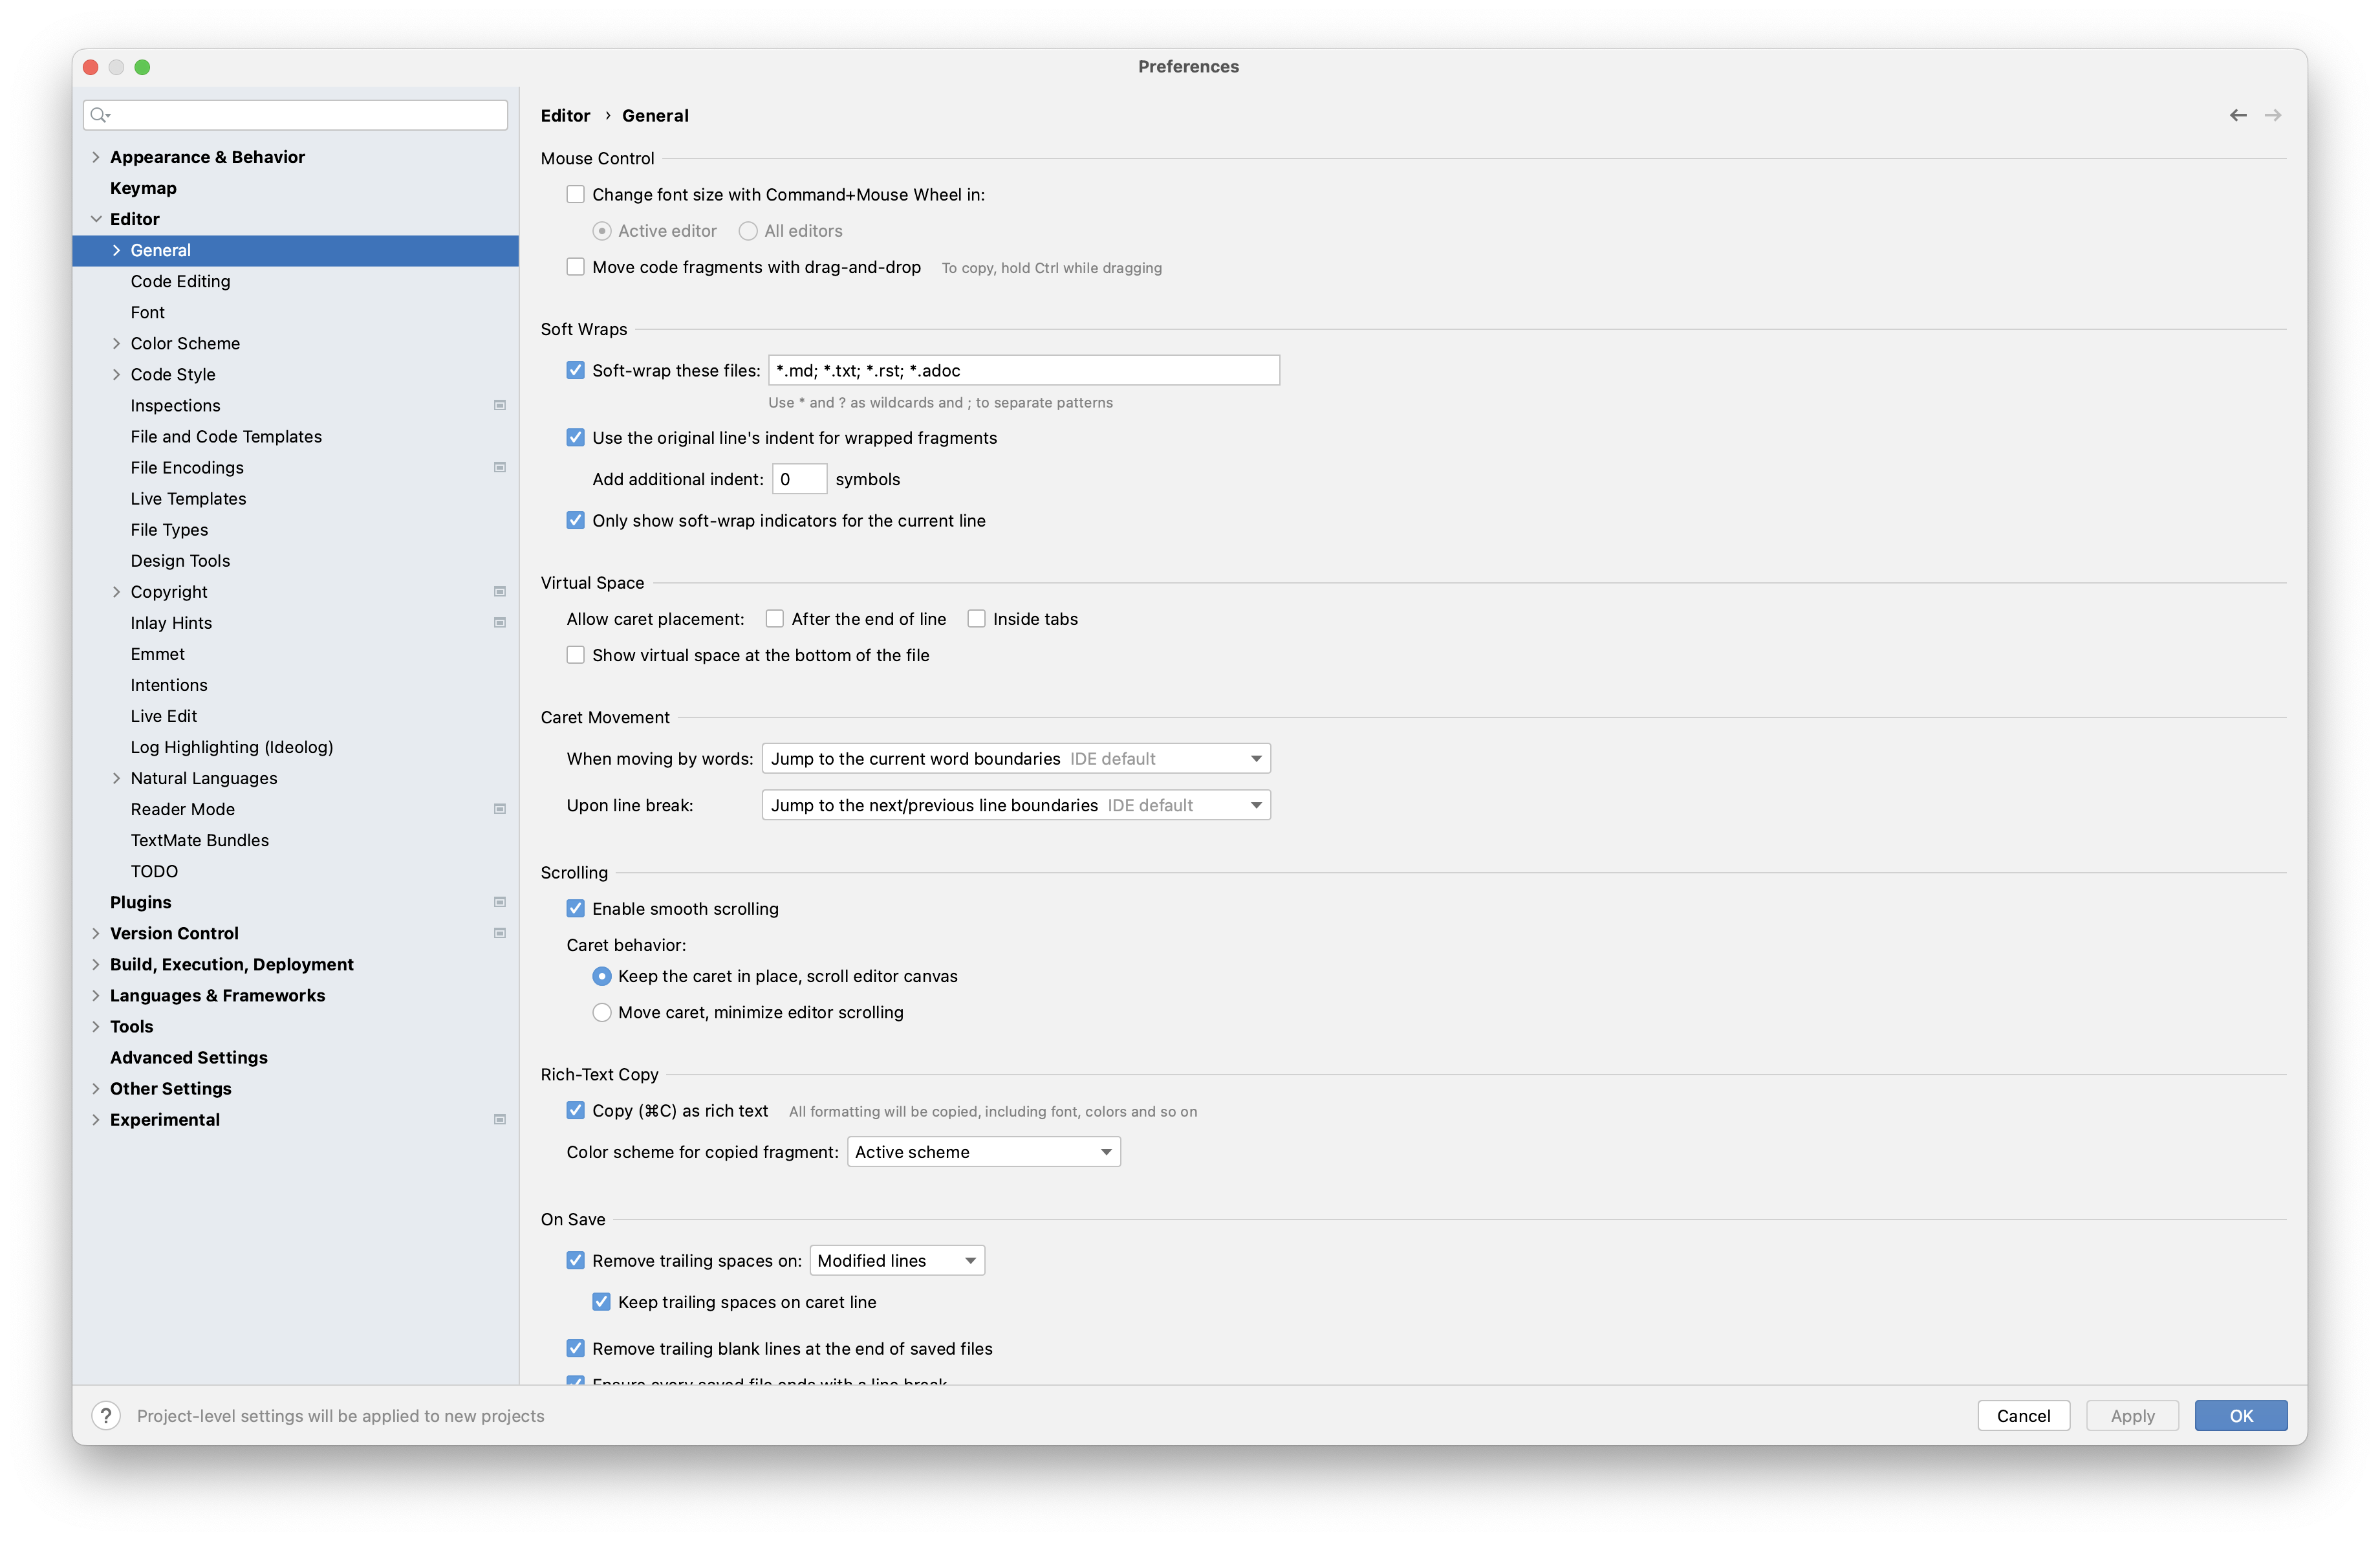 Preferences
Appearance & Behavior
Keymap
Editor
General
Code Editing
Font
Color Scheme
Code Style
Inspections
File and Code Templates
File Encodings
Live Templates
File Types
Design Tools
Copyright
Inlay Hints
Emmet
Intentions
Live Edit
Log Highlighting (Ideolog)
Natural Languages
Reader Mode
TextMate Bundles
TODO
Plugins
Version Control
Build, Execution, Deployment
Languages & Frameworks
Tools
Advanced Settings
Other Settings
Experimental
Editor › General
Mouse Control
Change font size with Command+Mouse Wheel in:
Active editor All editors
Move code fragments with drag-and-drop To copy, hold Ctrl while dragging
Soft Wraps
Soft-wrap these files: *.md; *.txt; *.rst; *.adoc
Use * and ? as wildcards and ; to separate patterns
Use the original line's indent for wrapped fragments
Add additional indent: 0 symbols
Only show soft-wrap indicators for the current line
Virtual Space
Allow caret placement: After the end of line Inside tabs
Show virtual space at the bottom of the file
Caret Movement
When moving by words: Jump to the current word boundaries IDE default
Upon line break: Jump to the next/previous line boundaries IDE default
Scrolling
Enable smooth scrolling
Caret behavior:
Keep the caret in place, scroll editor canvas
Move caret, minimize editor scrolling
Rich-Text Copy
Copy (⌘C) as rich text All formatting will be copied, including font, colors and so on
Color scheme for copied fragment: Active scheme
On Save
Remove trailing spaces on: Modified lines
Keep trailing spaces on caret line
Remove trailing blank lines at the end of saved files
Ensure every saved file ends with a line break
? Project-level settings will be applied to new projects
Cancel Apply OK